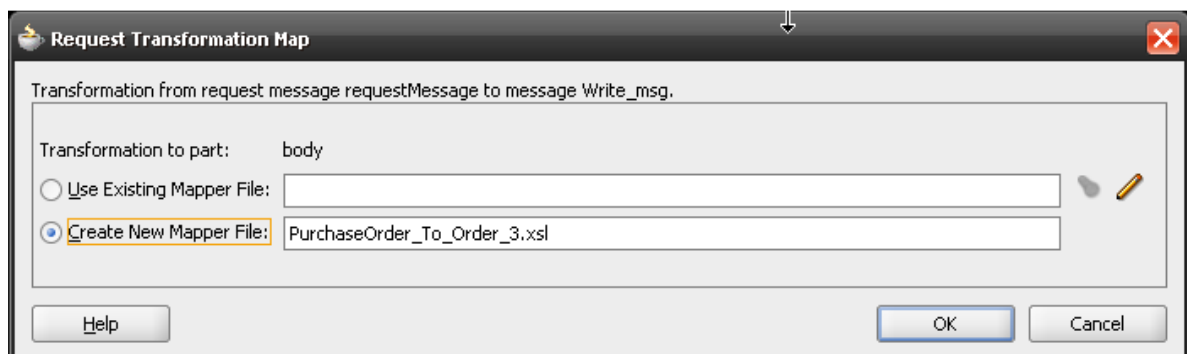 Request Transformation Map
Transformation from request message requestMessage to message Write_msg.
Transformation to part: body
Use Existing Mapper File:
Create New Mapper File: PurchaseOrder_To_Order_3.xsl
Help OK Cancel